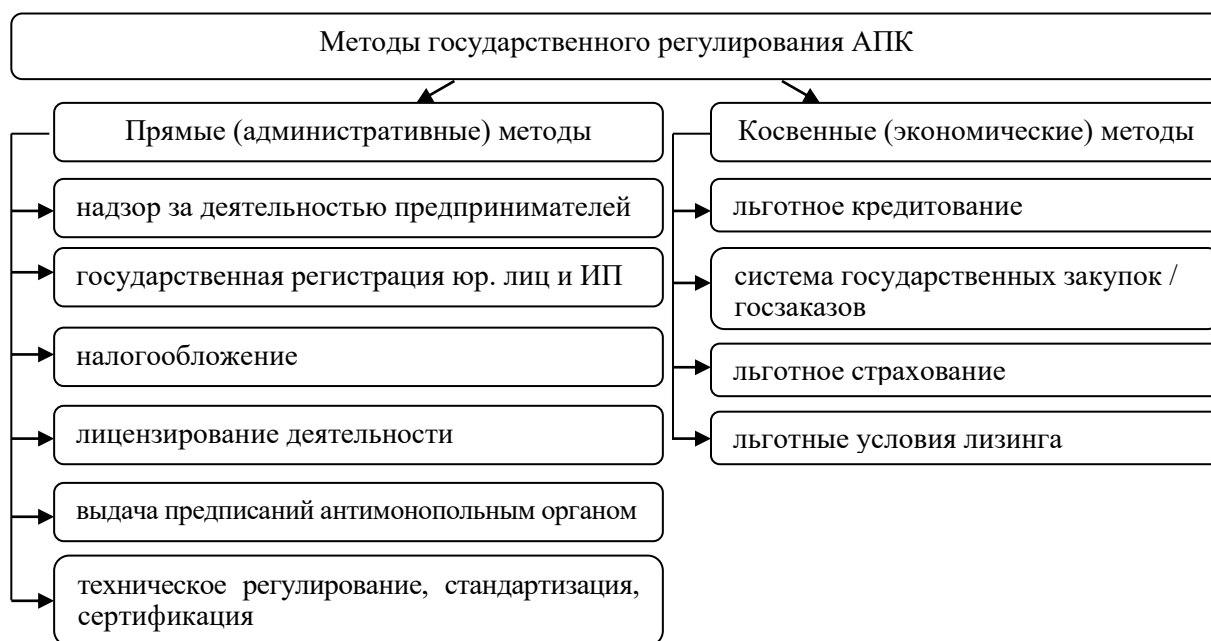 Методы государственного регулирования АПК
Прямые (административные) методы
надзор за деятельностью предпринимателей
государственная регистрация юр. лиц и ИП
налогообложение
лицензирование деятельности
выдача предписаний антимонопольным органом
техническое регулирование, стандартизация,
сертификация
Косвенные (экономические) методы
льготное кредитование
система государственных закупок /
госзаказов
льготное страхование
льготные условия лизинга